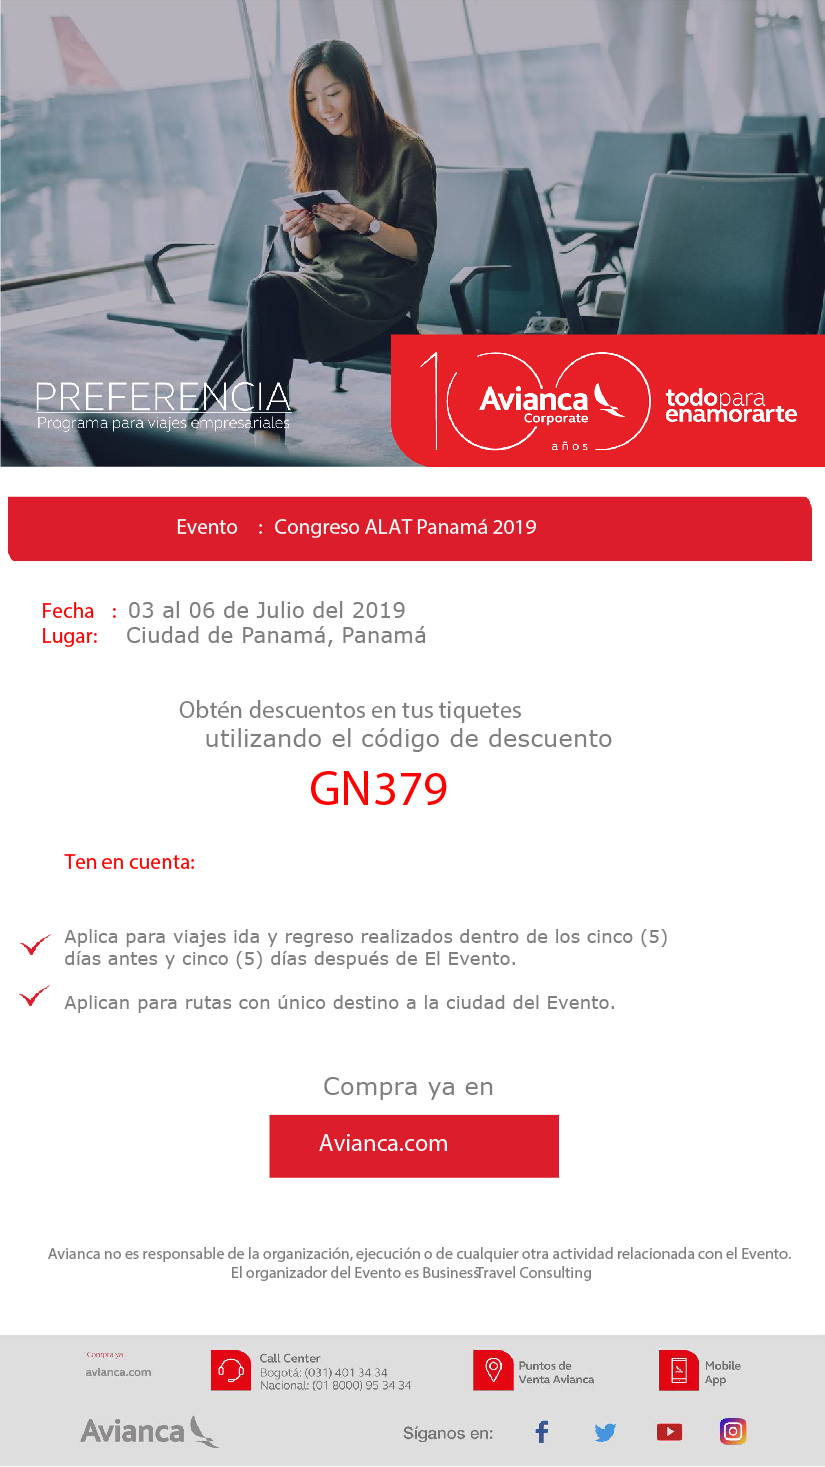 PREFERENCIA
Programa para viajes empresariales
100
Avianca
Corporate
años
todopara
enamorarte
Evento : Congreso ALAT Panamá 2019
Fecha : 03 al 06 de Julio del 2019
Lugar: Ciudad de Panamá, Panamá
Obtén descuentos en tus tiquetes
utilizando el código de descuento
GN379
Ten en cuenta:
Aplica para viajes ida y regreso realizados dentro de los cinco (5)
días antes y cinco (5) días después de El Evento.
Aplican para rutas con único destino a la ciudad del Evento.
Compra ya en
Avianca.com
Avianca no es responsable de la organización, ejecución o de cualquier otra actividad relacionada con el Evento.
El organizador del Evento es Business Travel Consulting
Compra ya
avianca.com
Call Center
Bogotá: (031) 401 34 34
Nacional: (01 8000) 95 34 34
Puntos de
Venta Avianca
Mobile
App
Avianca
Síganos en: